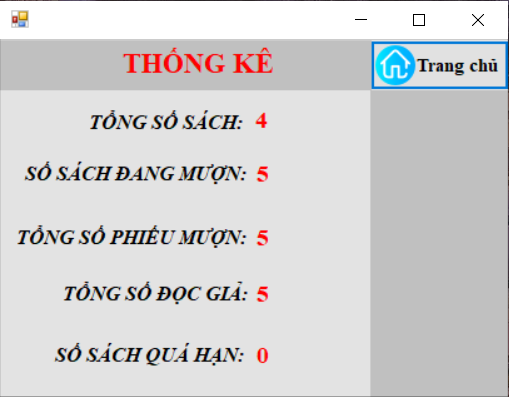 THỐNG KÊ
Trang chủ
TỔNG SỐ SÁCH: 4
SỐ SÁCH ĐANG MƯỢN: 5
TỔNG SỐ PHIẾU MƯỢN: 5
TỔNG SỐ ĐỌC GIẢ: 5
SỐ SÁCH QUÁ HẠN: 0